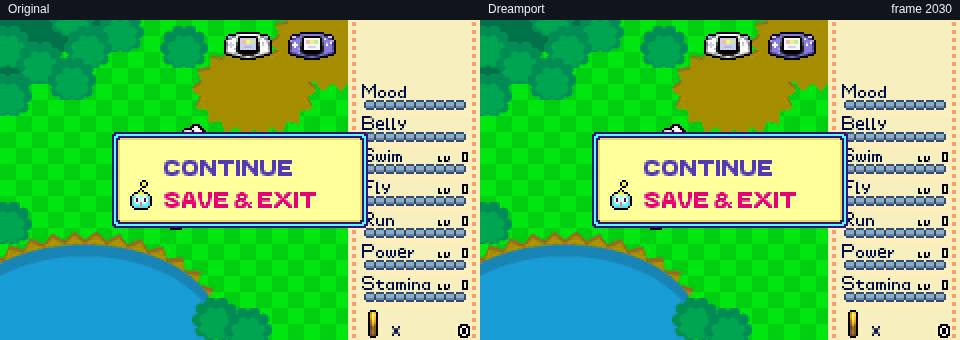 Original
Dreamport
frame 2030
Mood
Belly
Swim Lv 0
Fly Lv 0
Run Lv 0
Power Lv 0
Stamina Lv 0
x 0
CONTINUE
SAVE & EXIT
Mood
Belly
Swim Lv 0
Fly Lv 0
Run Lv 0
Power Lv 0
Stamina Lv 0
x 0
CONTINUE
SAVE & EXIT